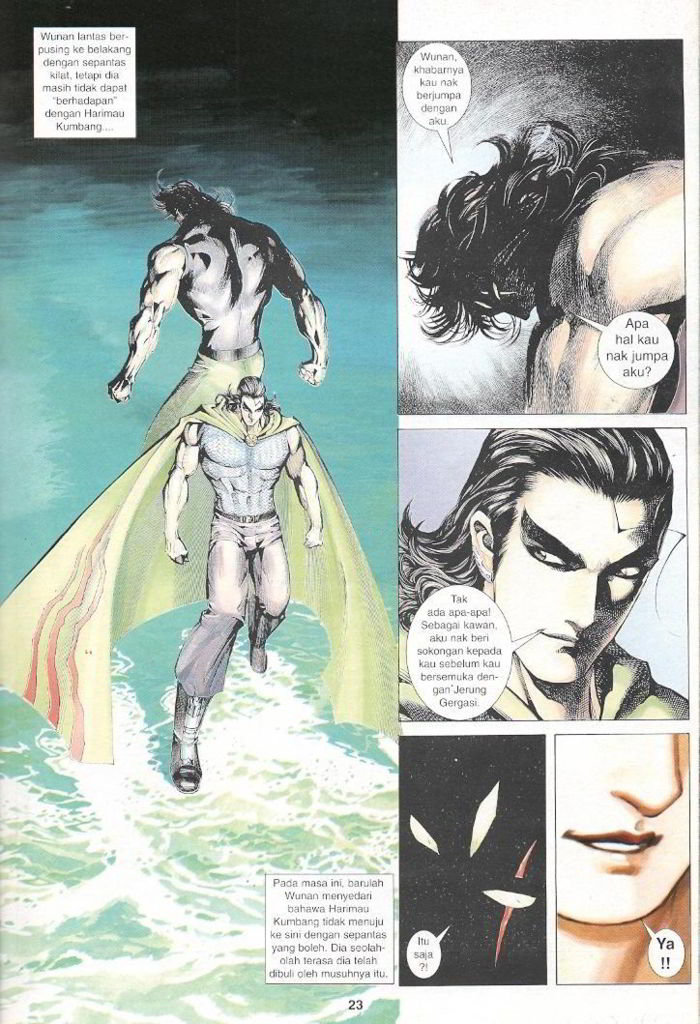 Wunan lantas ber-
pusing ke belakang
dengan sepantas
kilat, tetapi dia
masih tidak dapat
"berhadapan"
dengan Harimau
Kumbang....
Wunan,
khabarnya
kau nak
berjumpa
dengan
aku.
Apa
hal kau
nak jumpa
aku?
Tak
ada apa-apa!
Sebagai kawan,
aku nak beri
sokongan kepada
kau sebelum kau
bersemuka den-
gan Jerung
Gergasi.
Pada masa ini, barulah
Wunan menyedari
bahawa Harimau
Kumbang tidak menuju
ke sini dengan sepantas
yang boleh. Dia seolah-
olah terasa dia telah
dibuli oleh musuhnya itu.
Itu
saja
?!
Ya
!!
23